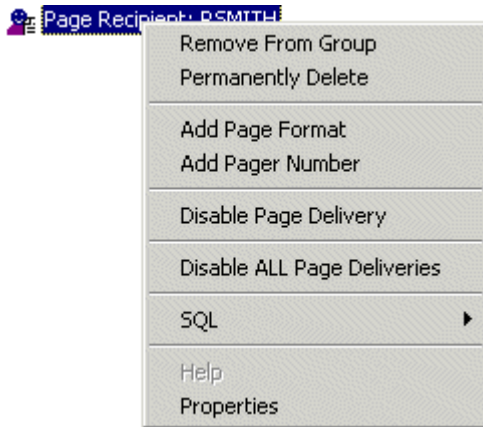 Page Recipient: RSMITH
Remove From Group
Permanently Delete
Add Page Format
Add Pager Number
Disable Page Delivery
Disable ALL Page Deliveries
SQL
Help
Properties